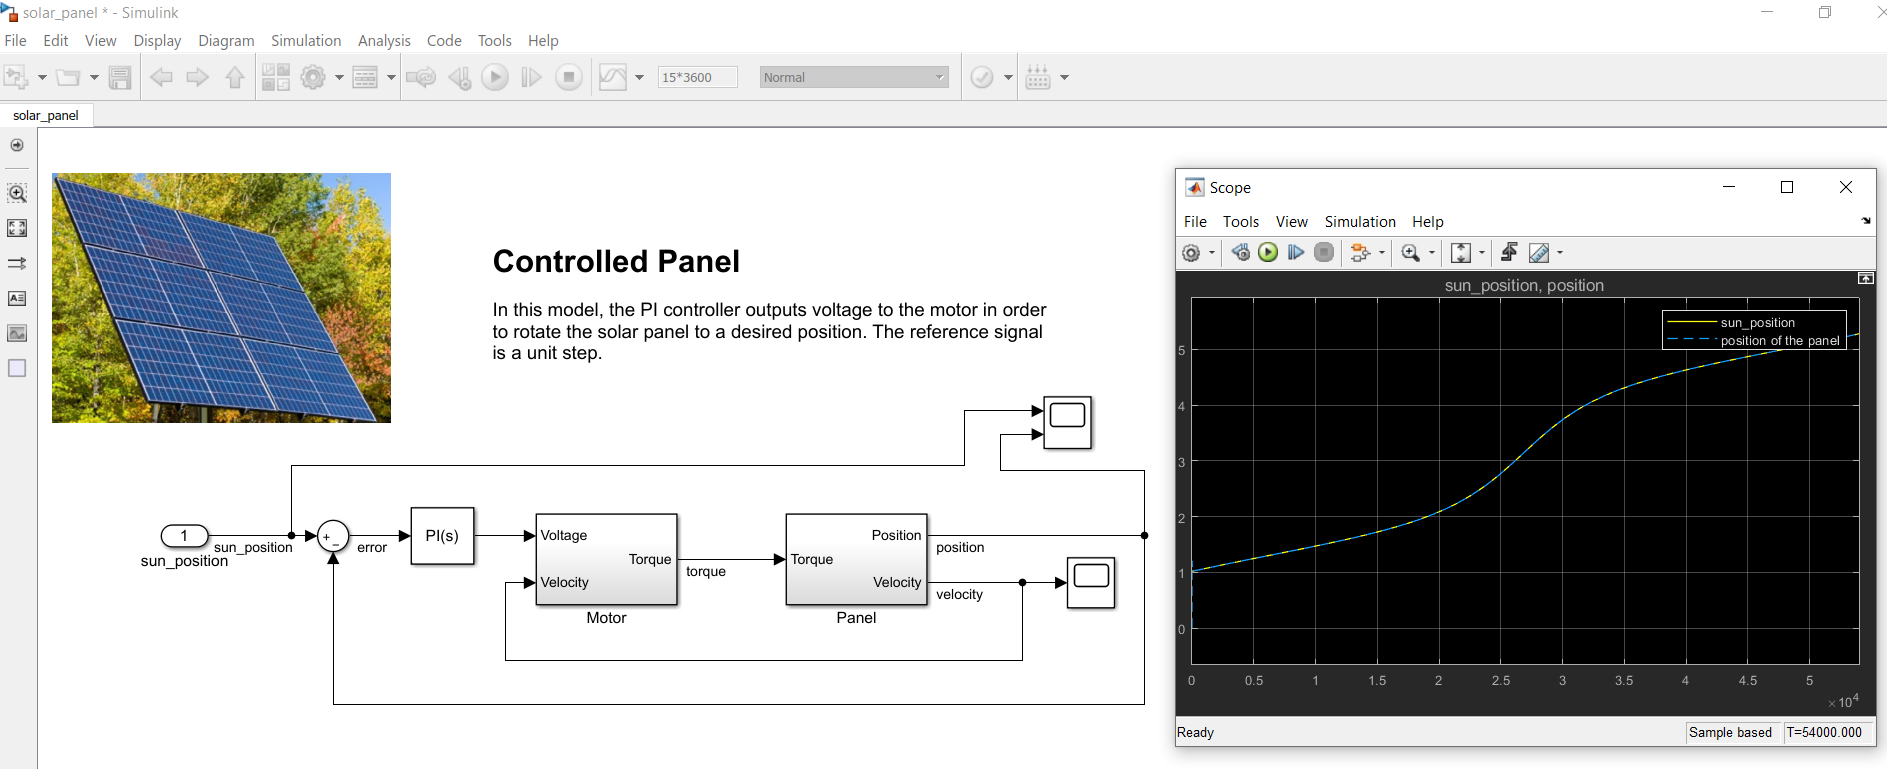 solar_panel * - Simulink
File Edit View Display Diagram Simulation Analysis Code Tools Help
15*3600 Normal
solar_panel
Controlled Panel
In this model, the PI controller outputs voltage to the motor in order
to rotate the solar panel to a desired position. The reference signal
is a unit step.
1
sun_position
sun_position
+
−
error
PI(s)
Voltage
Velocity
Torque
Motor
torque
Torque
Position
Velocity
Panel
position
velocity
Scope
File Tools View Simulation Help
sun_position, position
sun_position
position of the panel
5
4
3
2
1
0
0 0.5 1 1.5 2 2.5 3 3.5 4 4.5 5
×10⁴
Ready Sample based T=54000.000